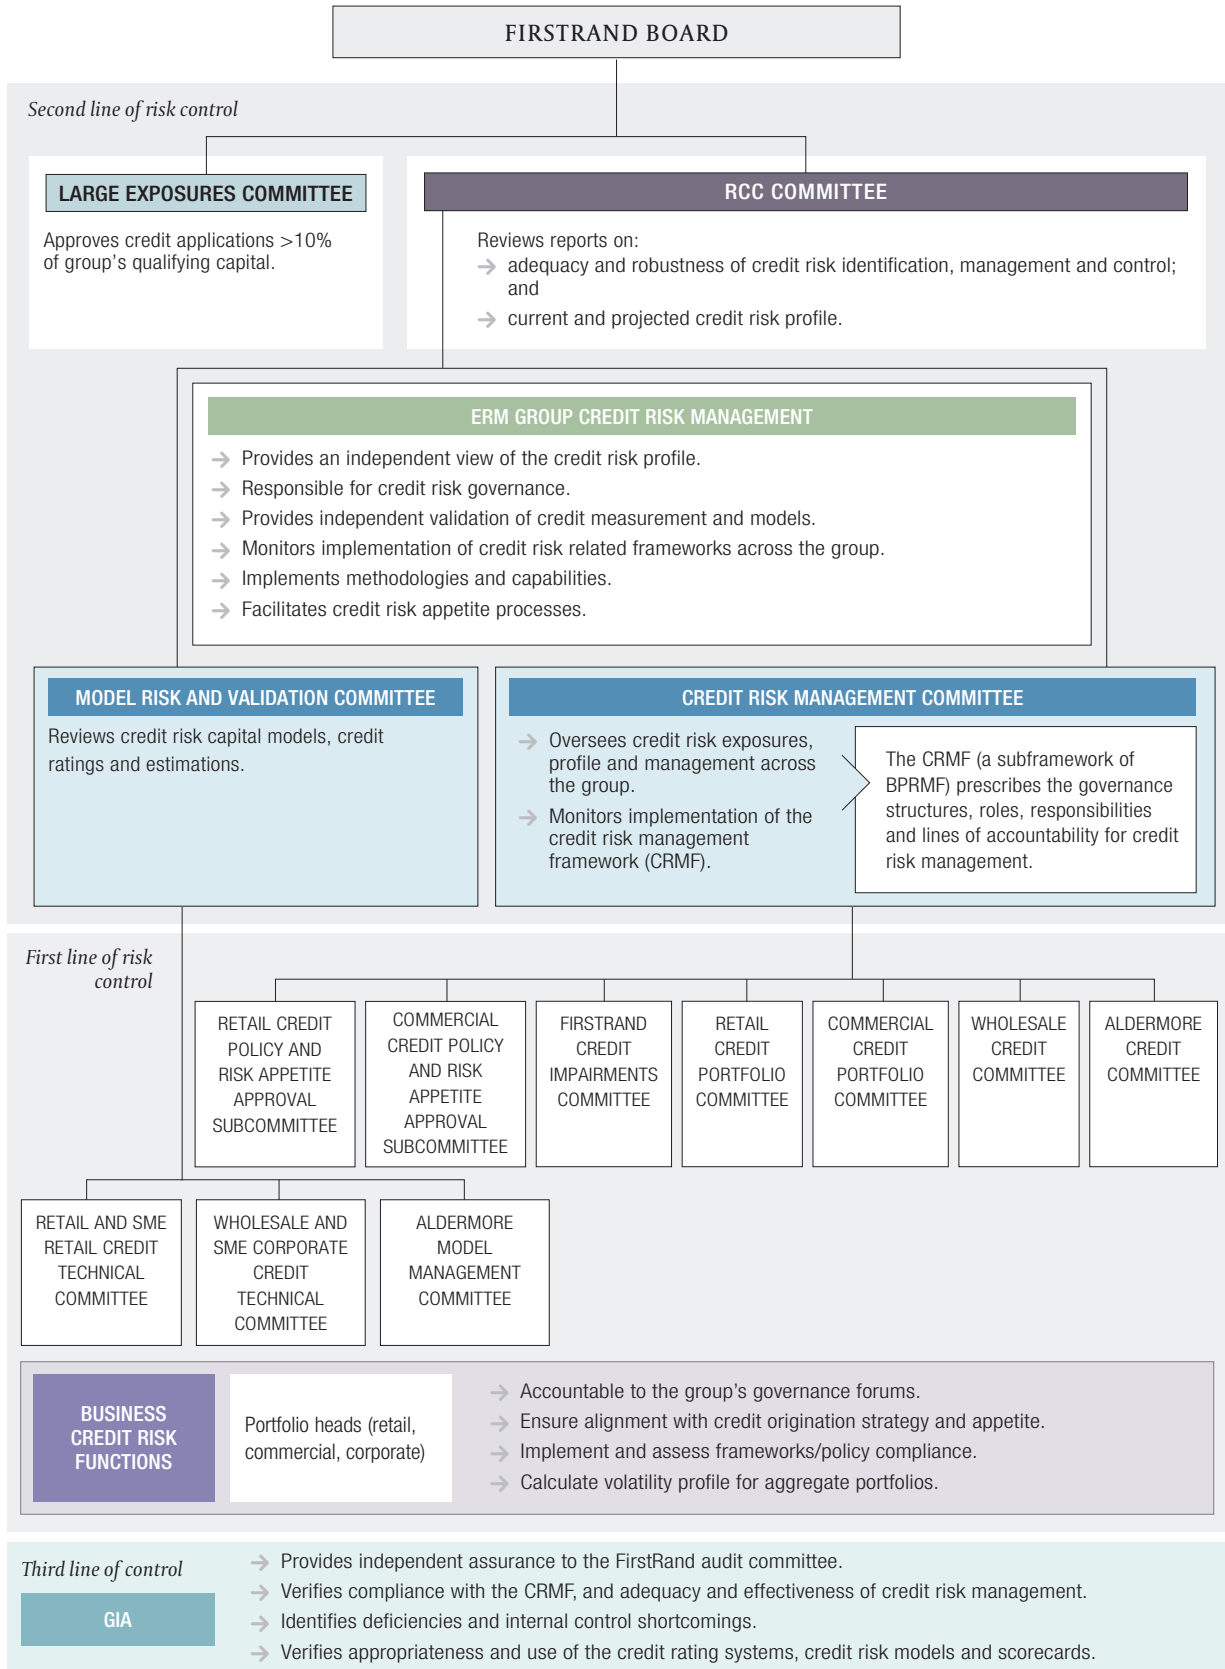 FIRSTRAND BOARD
Second line of risk control
LARGE EXPOSURES COMMITTEE
Approves credit applications >10%
of group's qualifying capital.
RCC COMMITTEE
Reviews reports on:
→ adequacy and robustness of credit risk identification, management and control;
and
→ current and projected credit risk profile.
ERM GROUP CREDIT RISK MANAGEMENT
→ Provides an independent view of the credit risk profile.
→ Responsible for credit risk governance.
→ Provides independent validation of credit measurement and models.
→ Monitors implementation of credit risk related frameworks across the group.
→ Implements methodologies and capabilities.
→ Facilitates credit risk appetite processes.
MODEL RISK AND VALIDATION COMMITTEE
Reviews credit risk capital models, credit
ratings and estimations.
CREDIT RISK MANAGEMENT COMMITTEE
→ Oversees credit risk exposures,
profile and management across
the group.
→ Monitors implementation of the
credit risk management
framework (CRMF).
The CRMF (a subframework of
BPRMF) prescribes the governance
structures, roles, responsibilities
and lines of accountability for credit
risk management.
First line of risk
control
RETAIL CREDIT
POLICY AND
RISK APPETITE
APPROVAL
SUBCOMMITTEE
COMMERCIAL
CREDIT POLICY
AND RISK
APPETITE
APPROVAL
SUBCOMMITTEE
FIRSTRAND
CREDIT
IMPAIRMENTS
COMMITTEE
RETAIL
CREDIT
PORTFOLIO
COMMITTEE
COMMERCIAL
CREDIT
PORTFOLIO
COMMITTEE
WHOLESALE
CREDIT
COMMITTEE
ALDERMORE
CREDIT
COMMITTEE
RETAIL AND SME
RETAIL CREDIT
TECHNICAL
COMMITTEE
WHOLESALE AND
SME CORPORATE
CREDIT
TECHNICAL
COMMITTEE
ALDERMORE
MODEL
MANAGEMENT
COMMITTEE
BUSINESS
CREDIT RISK
FUNCTIONS
Portfolio heads (retail,
commercial, corporate)
→ Accountable to the group's governance forums.
→ Ensure alignment with credit origination strategy and appetite.
→ Implement and assess frameworks/policy compliance.
→ Calculate volatility profile for aggregate portfolios.
Third line of control
GIA
→ Provides independent assurance to the FirstRand audit committee.
→ Verifies compliance with the CRMF, and adequacy and effectiveness of credit risk management.
→ Identifies deficiencies and internal control shortcomings.
→ Verifies appropriateness and use of the credit rating systems, credit risk models and scorecards.